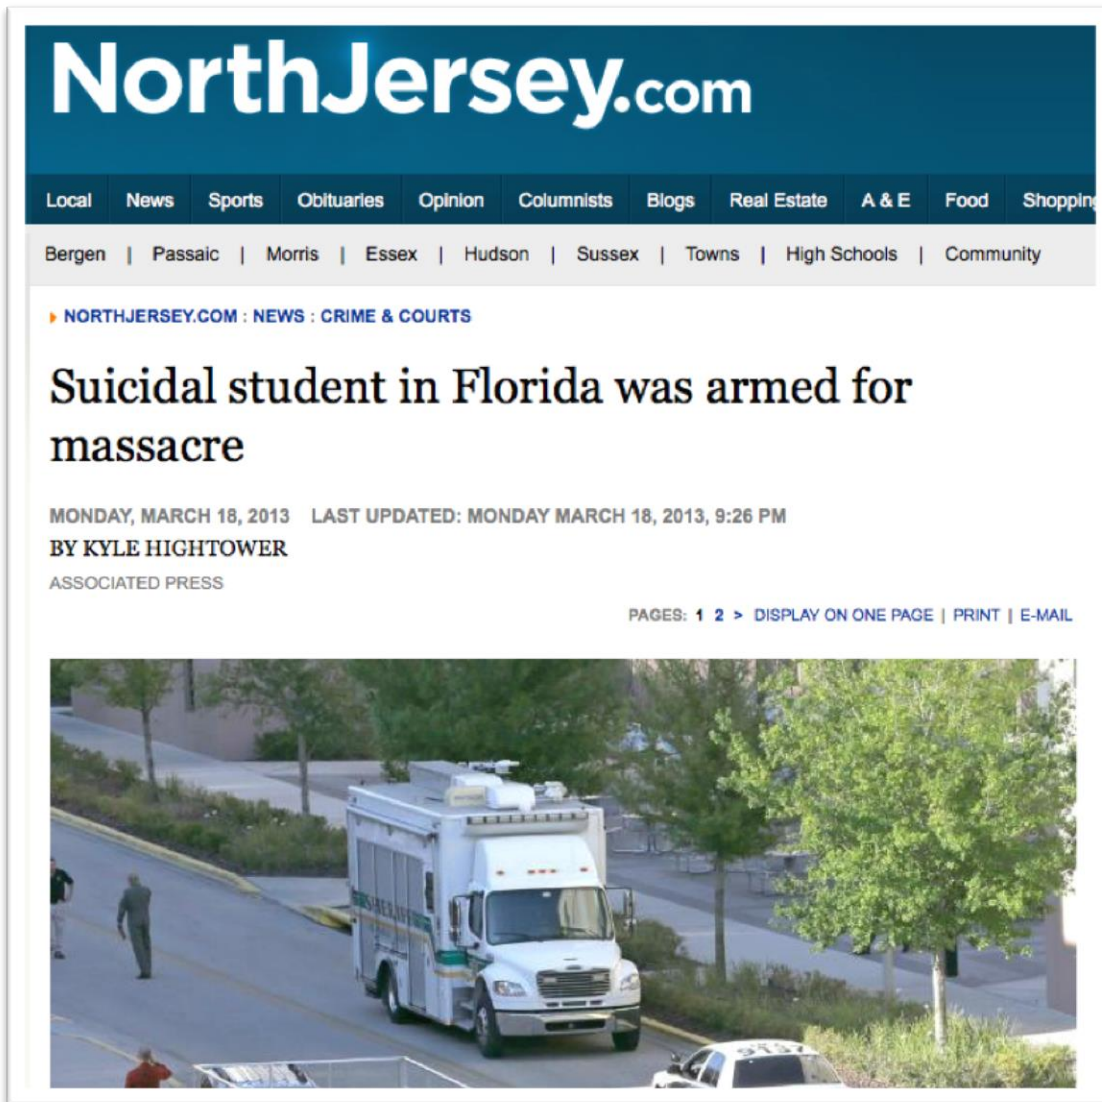 NorthJersey.com
Local News Sports Obituaries Opinion Columnists Blogs Real Estate A & E Food Shopping
Bergen | Passaic | Morris | Essex | Hudson | Sussex | Towns | High Schools | Community
NORTHJERSEY.COM : NEWS : CRIME & COURTS
Suicidal student in Florida was armed for
massacre
MONDAY, MARCH 18, 2013 LAST UPDATED: MONDAY MARCH 18, 2013, 9:26 PM
BY KYLE HIGHTOWER
ASSOCIATED PRESS
PAGES: 1 2 > DISPLAY ON ONE PAGE | PRINT | E-MAIL
SHERIFF